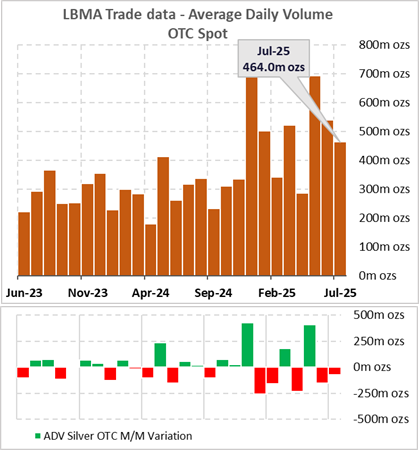 LBMA Trade data - Average Daily Volume
OTC Spot
Jul-25
464.0m ozs
800m ozs
700m ozs
600m ozs
500m ozs
400m ozs
300m ozs
200m ozs
100m ozs
0m ozs
Jun-23 Nov-23 Apr-24 Sep-24 Feb-25 Jul-25
500m ozs
250m ozs
0m ozs
-250m ozs
-500m ozs
ADV Silver OTC M/M Variation